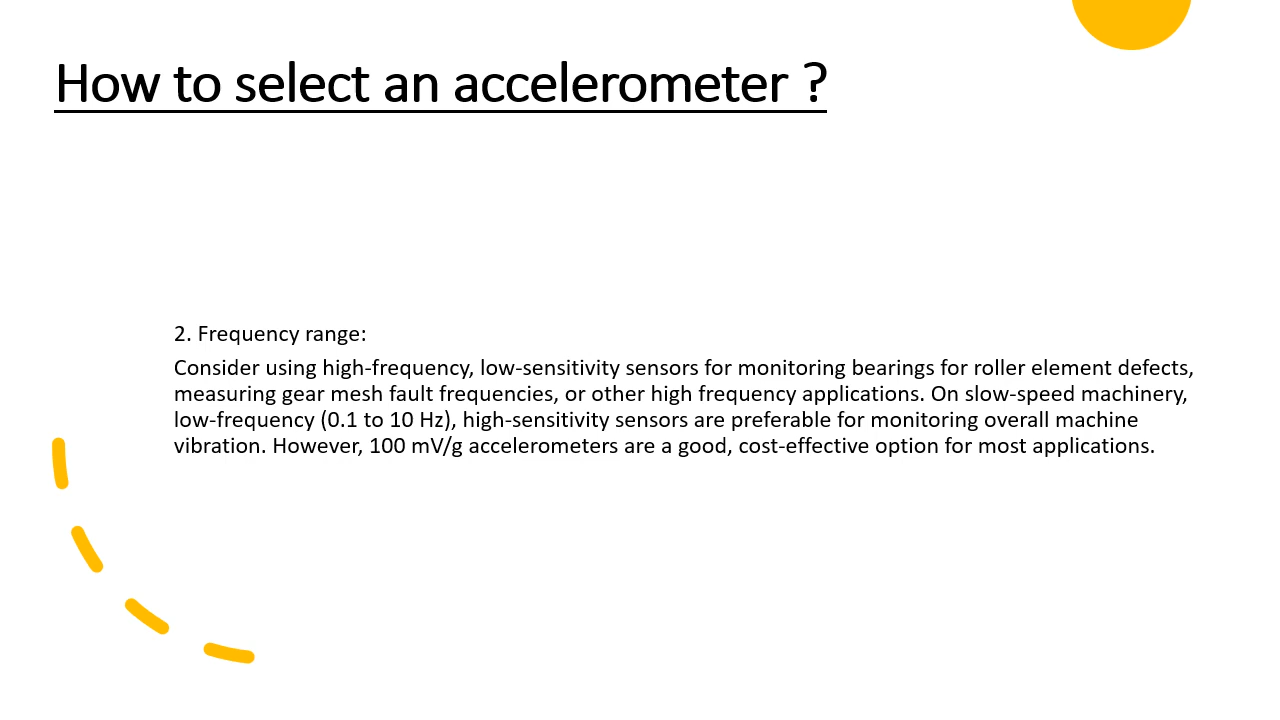 How to select an accelerometer ?
2. Frequency range:
Consider using high-frequency, low-sensitivity sensors for monitoring bearings for roller element defects,
measuring gear mesh fault frequencies, or other high frequency applications. On slow-speed machinery,
low-frequency (0.1 to 10 Hz), high-sensitivity sensors are preferable for monitoring overall machine
vibration. However, 100 mV/g accelerometers are a good, cost-effective option for most applications.